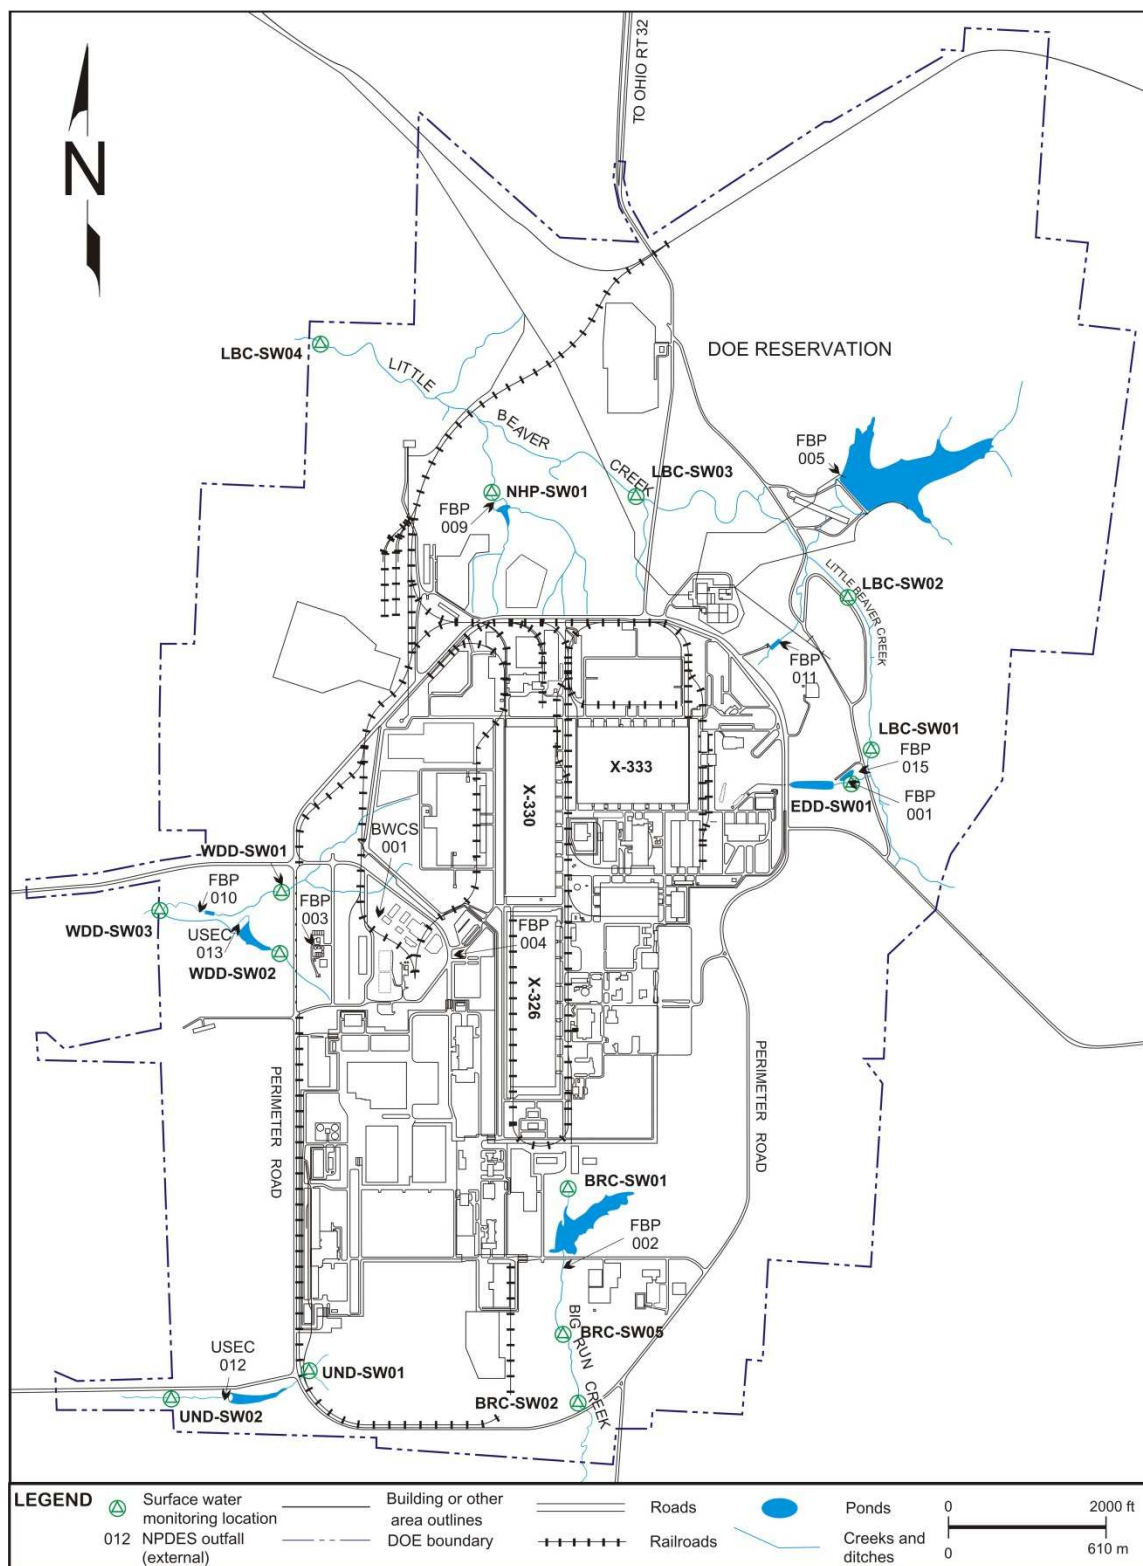 TO OHIO RT 32
N
DOE RESERVATION
LBC-SW04
LITTLE
BEAVER
CREEK
LBC-SW03
FBP
005
NHP-SW01
FBP
009
LBC-SW02
LITTLE BEAVER CREEK
FBP
011
LBC-SW01
FBP
015
FBP
001
EDD-SW01
X-333
X-330
BWCS
001
WDD-SW01
FBP
010
FBP
003
WDD-SW03
USEC
013
WDD-SW02
FBP
004
X-326
PERIMETER ROAD
PERIMETER ROAD
BRC-SW01
FBP
002
BIG RUN CREEK
BRC-SW05
USEC
012
UND-SW01
UND-SW02
BRC-SW02
LEGEND
Surface water
monitoring location
012 NPDES outfall
(external)
Building or other
area outlines
DOE boundary
Roads
Railroads
Ponds
Creeks and
ditches
0 2000 ft
0 610 m